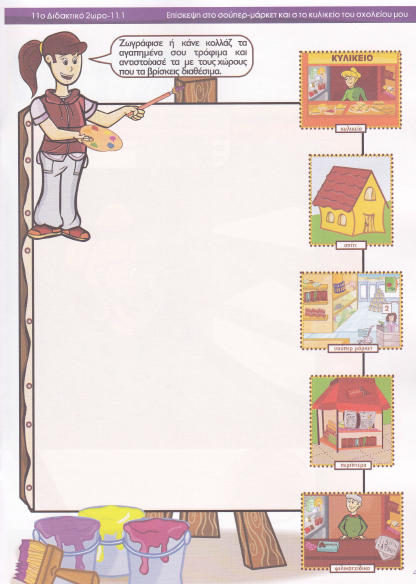 11ο Διδακτικό 2ωρο-11.1
Επίσκεψη στο σούπερ-μάρκετ και στο κυλικείο του σχολείου μου
Ζωγράφισε ή κάνε κολλάζ τα
αγαπημένα σου τρόφιμα και
αντιστοίχισέ τα με τους χώρους
που τα βρίσκεις διαθέσιμα.
ΚΥΛΙΚΕΙΟ
κυλικείο
σπίτι
2
σούπερ μάρκετ
περίπτερο
ψιλικατζίδικο